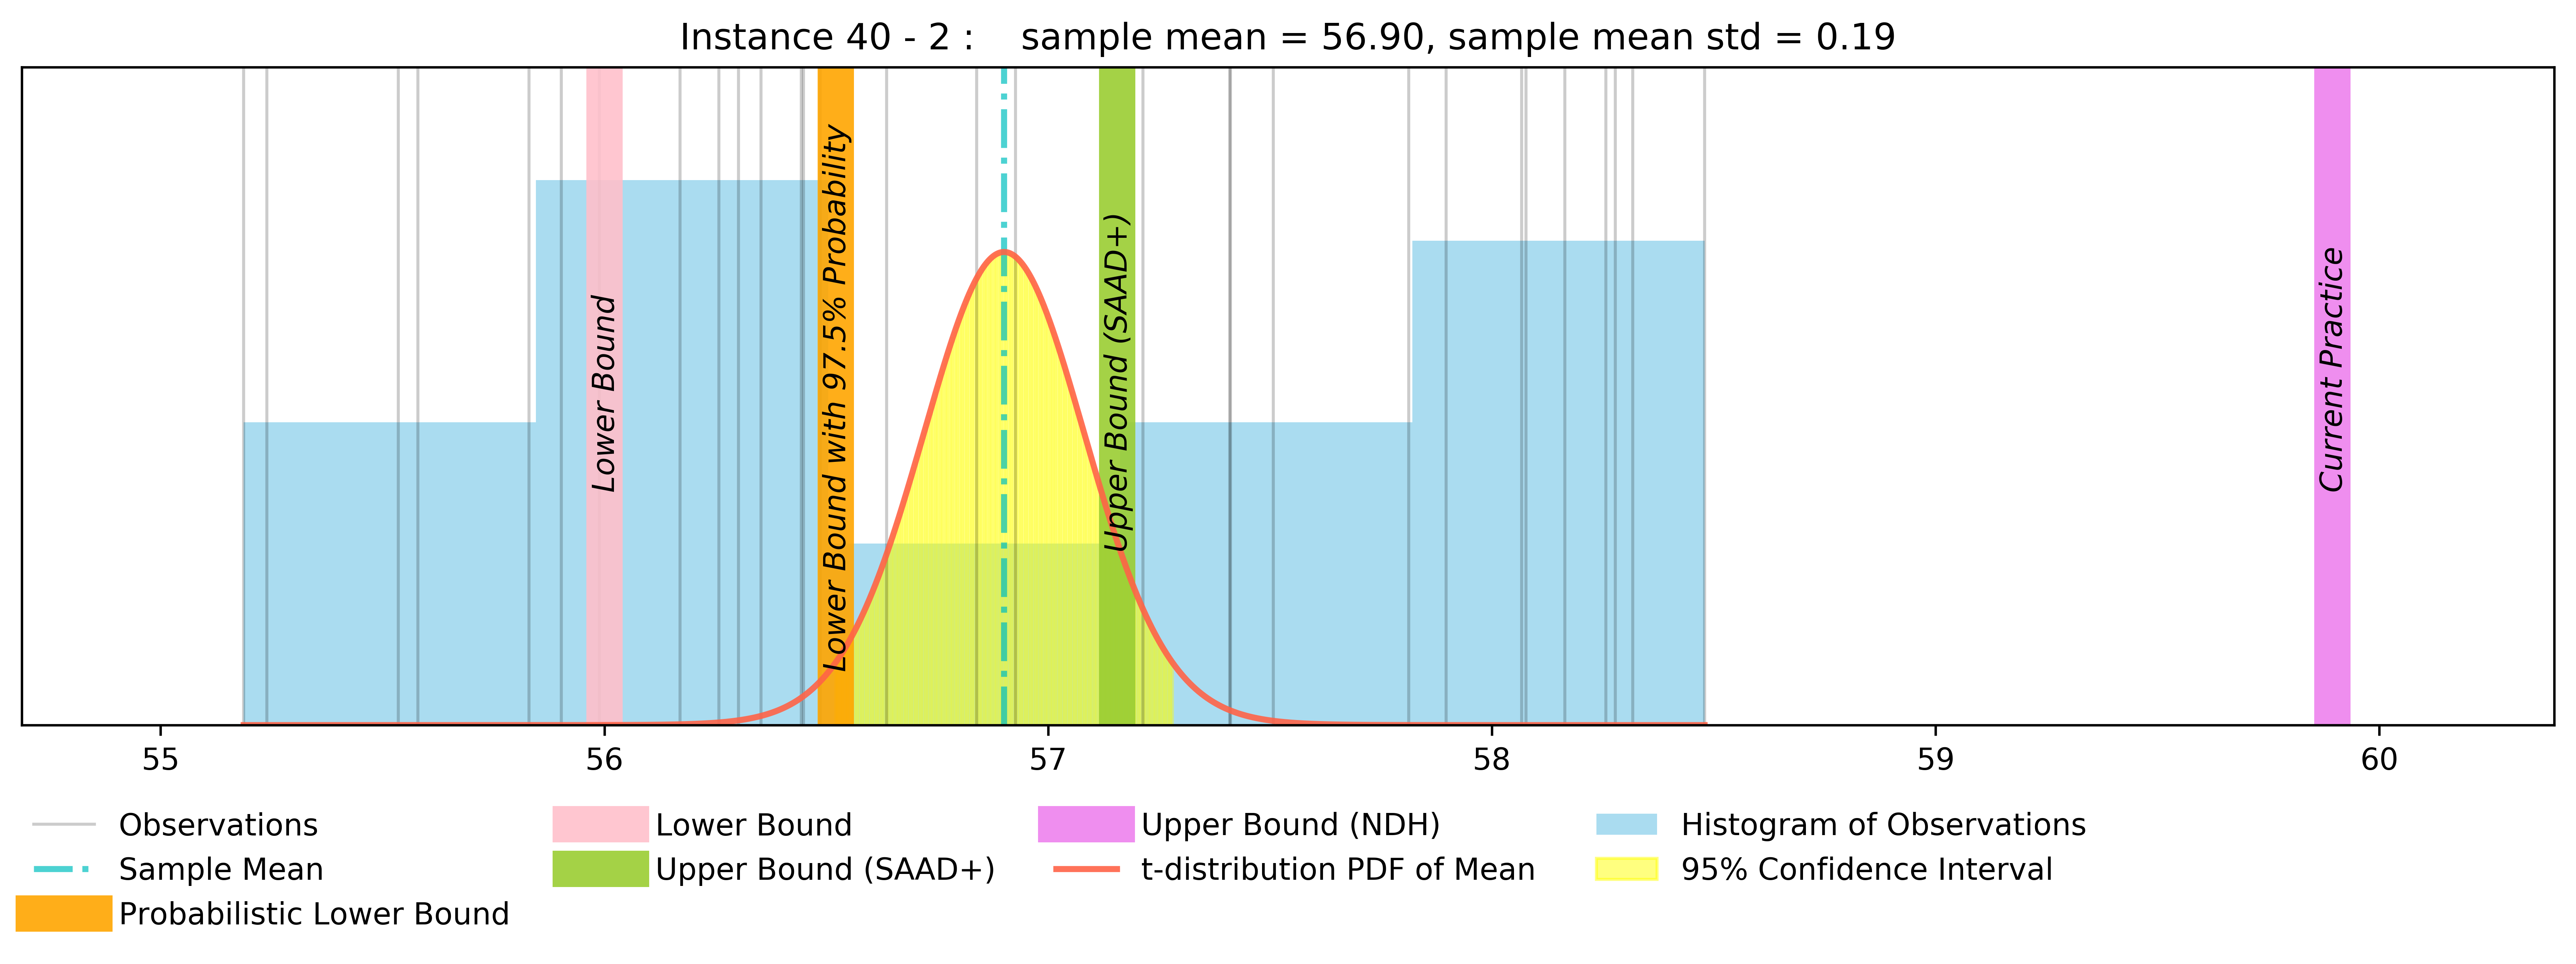 Instance 40 - 2 :    sample mean = 56.90, sample mean std = 0.19
Lower Bound
Lower Bound with 97.5% Probability
Upper Bound (SAAD+)
Current Practice
55 56 57 58 59 60
Observations
Sample Mean
Probabilistic Lower Bound
Lower Bound
Upper Bound (SAAD+)
Upper Bound (NDH)
t-distribution PDF of Mean
Histogram of Observations
95% Confidence Interval